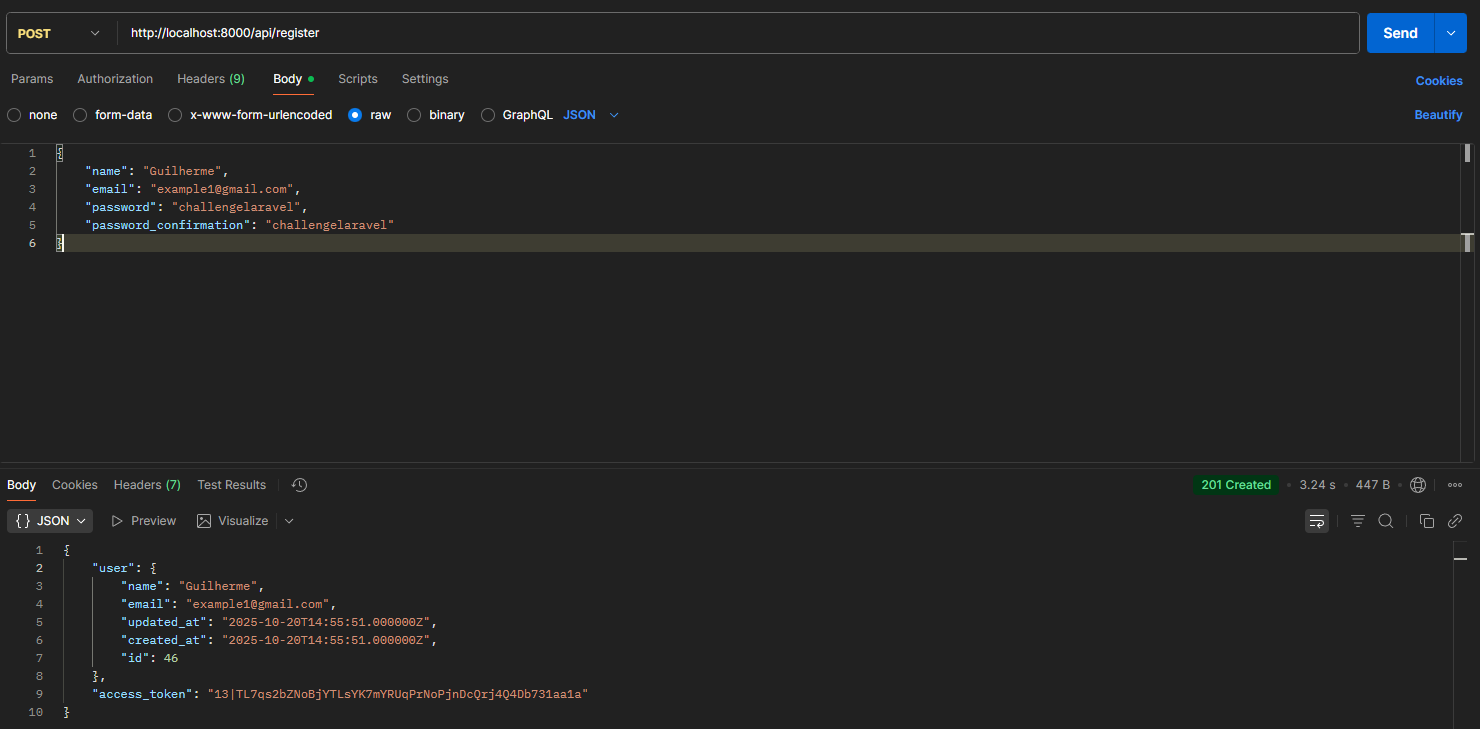 POST http://localhost:8000/api/register Send
Params Authorization Headers (9) Body Scripts Settings Cookies
none form-data x-www-form-urlencoded raw binary GraphQL JSON Beautify
1 {
2 "name": "Guilherme",
3 "email": "example1@gmail.com",
4 "password": "challengelaravel",
5 "password_confirmation": "challengelaravel"
6 }
Body Cookies Headers (7) Test Results 201 Created 3.24 s 447 B
{} JSON Preview Visualize
1 {
2 "user": {
3 "name": "Guilherme",
4 "email": "example1@gmail.com",
5 "updated_at": "2025-10-20T14:55:51.000000Z",
6 "created_at": "2025-10-20T14:55:51.000000Z",
7 "id": 46
8 },
9 "access_token": "13|TL7qs2bZNoBjYTLsYK7mYRUqPrNoPjnDcQrj4Q4Db731aa1a"
10 }